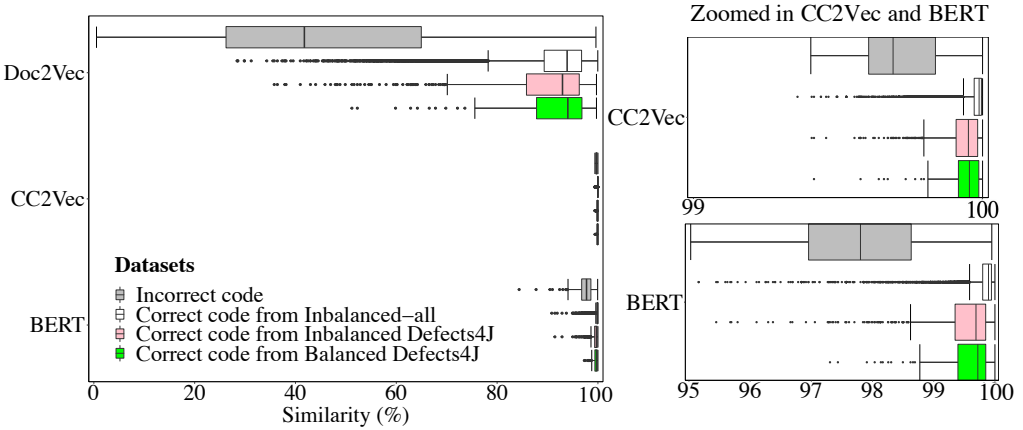 Zoomed in CC2Vec and BERT
Doc2Vec
CC2Vec
BERT
Datasets
Incorrect code
Correct code from Inbalanced−all
Correct code from Inbalanced Defects4J
Correct code from Balanced Defects4J
0 20 40 60 80 100
Similarity (%)
CC2Vec
99 100
BERT
95 96 97 98 99 100